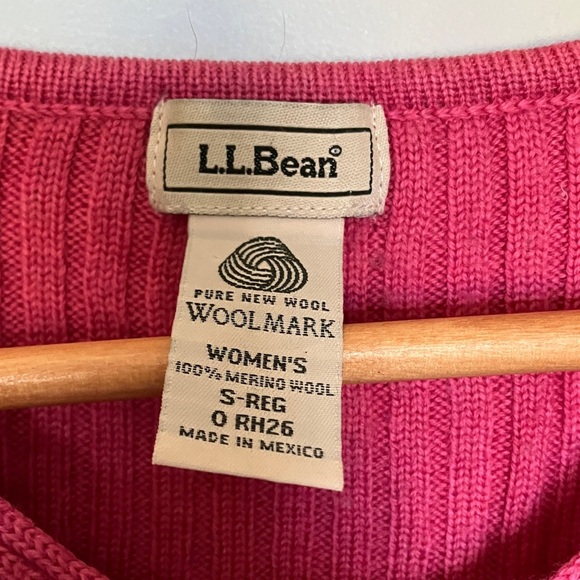 L.L.Bean®
PURE NEW WOOL
WOOLMARK
WOMEN'S
100% MERINO WOOL
S-REG
0 RH26
MADE IN MEXICO